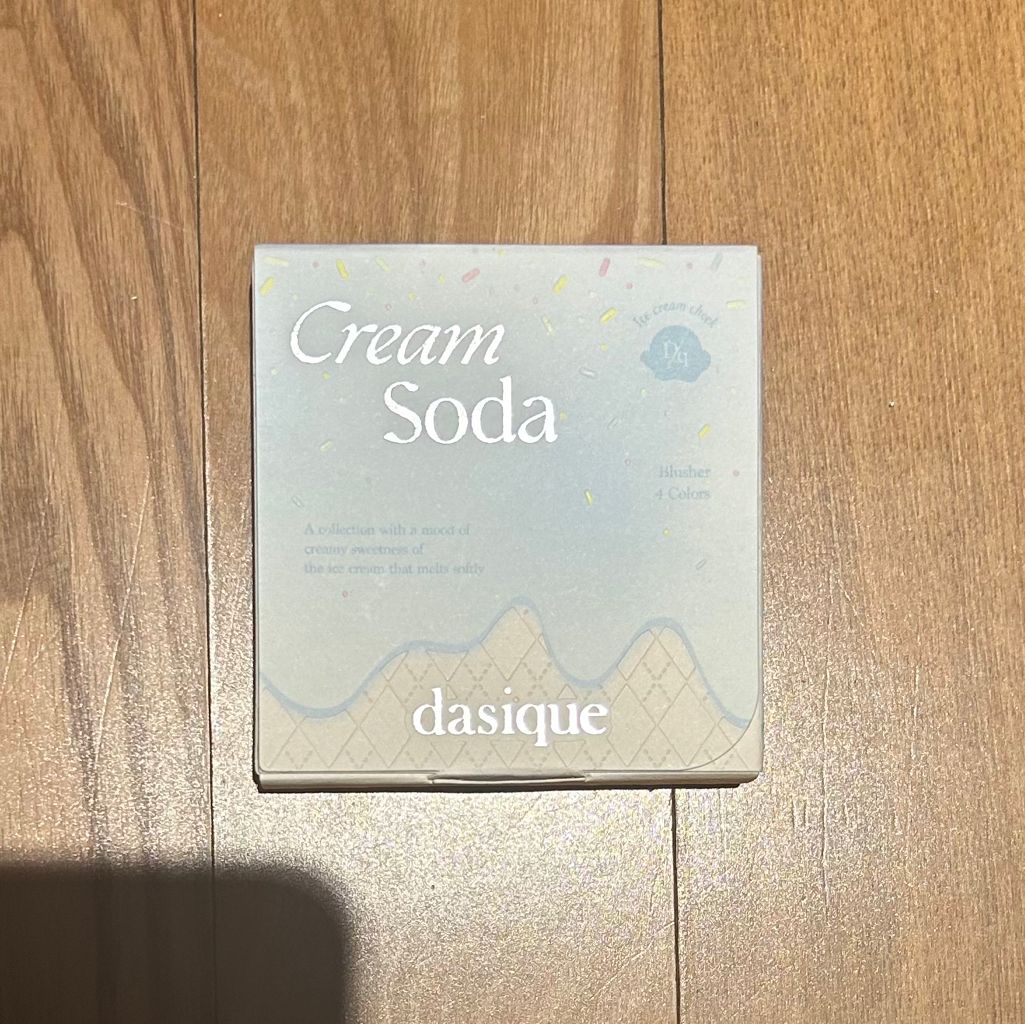 Cream
Soda
Ice cream cheek
Blusher
4 Colors
A collection with a mood of
creamy sweetness of
the ice cream that melts softly
dasique